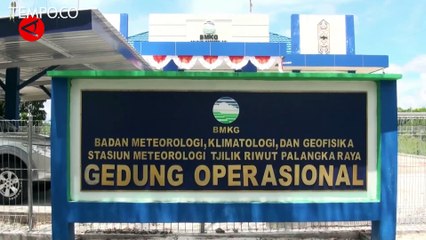 TEMPO.CO
BMKG
BMKG
BADAN METEOROLOGI, KLIMATOLOGI, DAN GEOFISIKA
STASIUN METEOROLOGI TJILIK RIWUT PALANGKA RAYA
GEDUNG OPERASIONAL